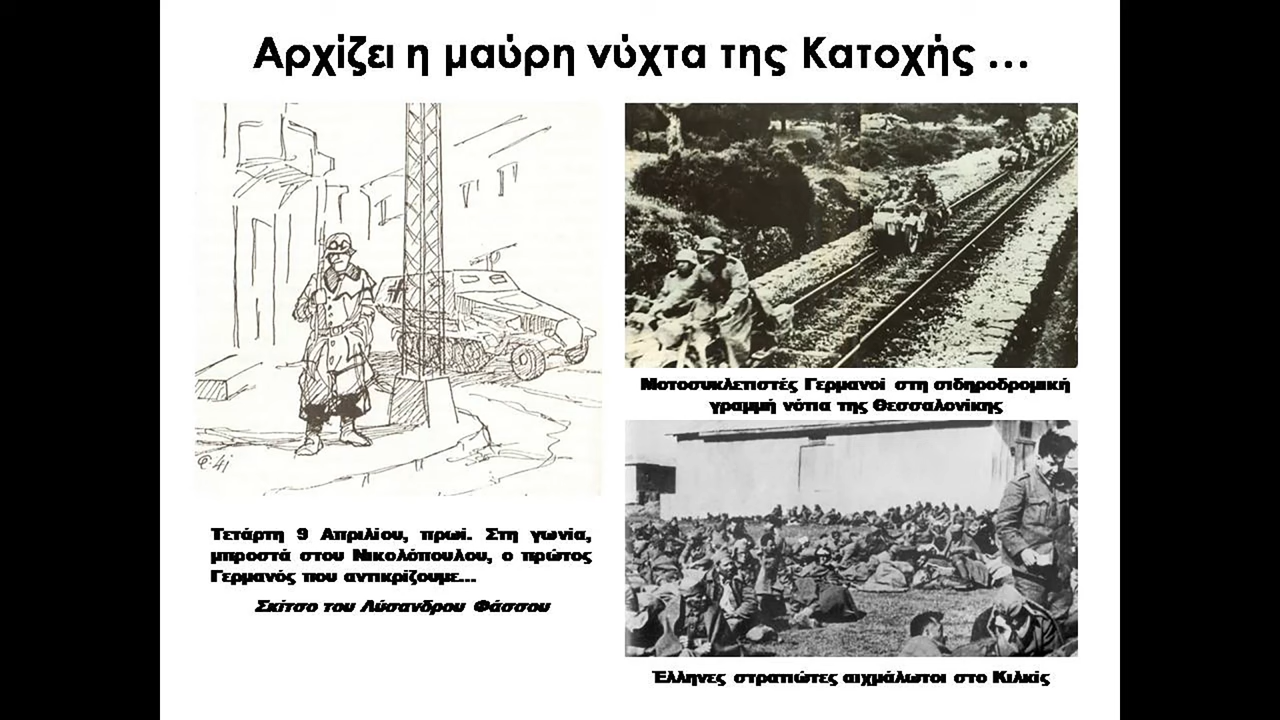 Αρχίζει η μαύρη νύχτα της Κατοχής ...
Τετάρτη 9 Απριλίου, πρωί. Στη γωνία,
μπροστά στου Νικολόπουλου, ο πρώτος
Γερμανός που αντικρίζουμε...
Σκίτσο του Λύσανδρου Φάσσου
Μοτοσυκλετιστές Γερμανοί στη σιδηροδρομική
γραμμή νότια της Θεσσαλονίκης
Έλληνες στρατιώτες αιχμάλωτοι στο Κιλκίς